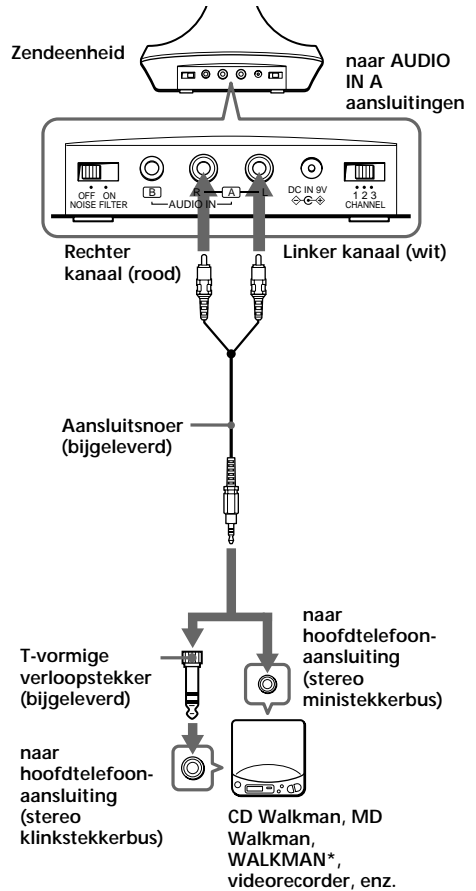 Zendeenheid
naar AUDIO
IN A
aansluitingen
OFF ON
NOISE FILTER
B
R
A
L
AUDIO IN
DC IN 9V
1 2 3
CHANNEL
Rechter
kanaal (rood)
Linker kanaal (wit)
Aansluitsnoer
(bijgeleverd)
T-vormige
verloopstekker
(bijgeleverd)
naar
hoofdtelefoon-
aansluiting
(stereo
ministekkerbus)
naar
hoofdtelefoon-
aansluiting
(stereo
klinkstekkerbus)
CD Walkman, MD
Walkman,
WALKMAN*,
videorecorder, enz.